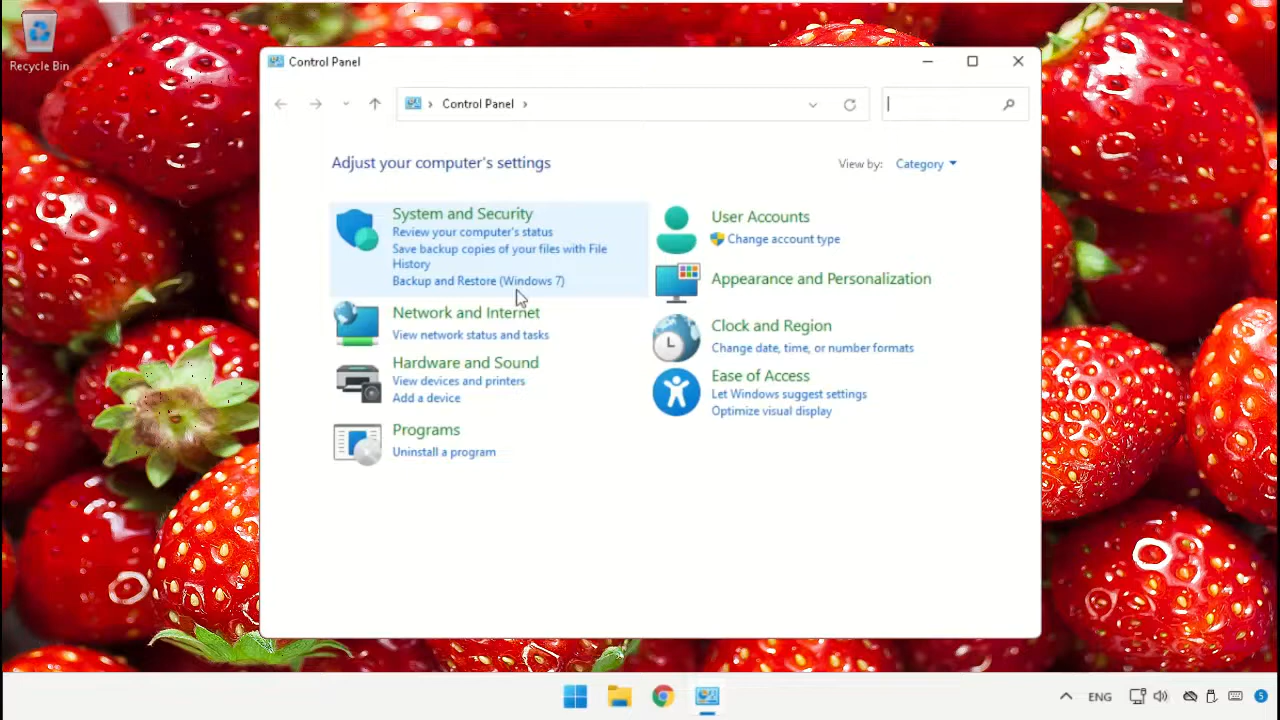 Recycle Bin
Control Panel
Control Panel
Adjust your computer's settings
View by: Category
System and Security
Review your computer's status
Save backup copies of your files with File
History
Backup and Restore (Windows 7)
Network and Internet
View network status and tasks
Hardware and Sound
View devices and printers
Add a device
Programs
Uninstall a program
User Accounts
Change account type
Appearance and Personalization
Clock and Region
Change date, time, or number formats
Ease of Access
Let Windows suggest settings
Optimize visual display
ENG
5